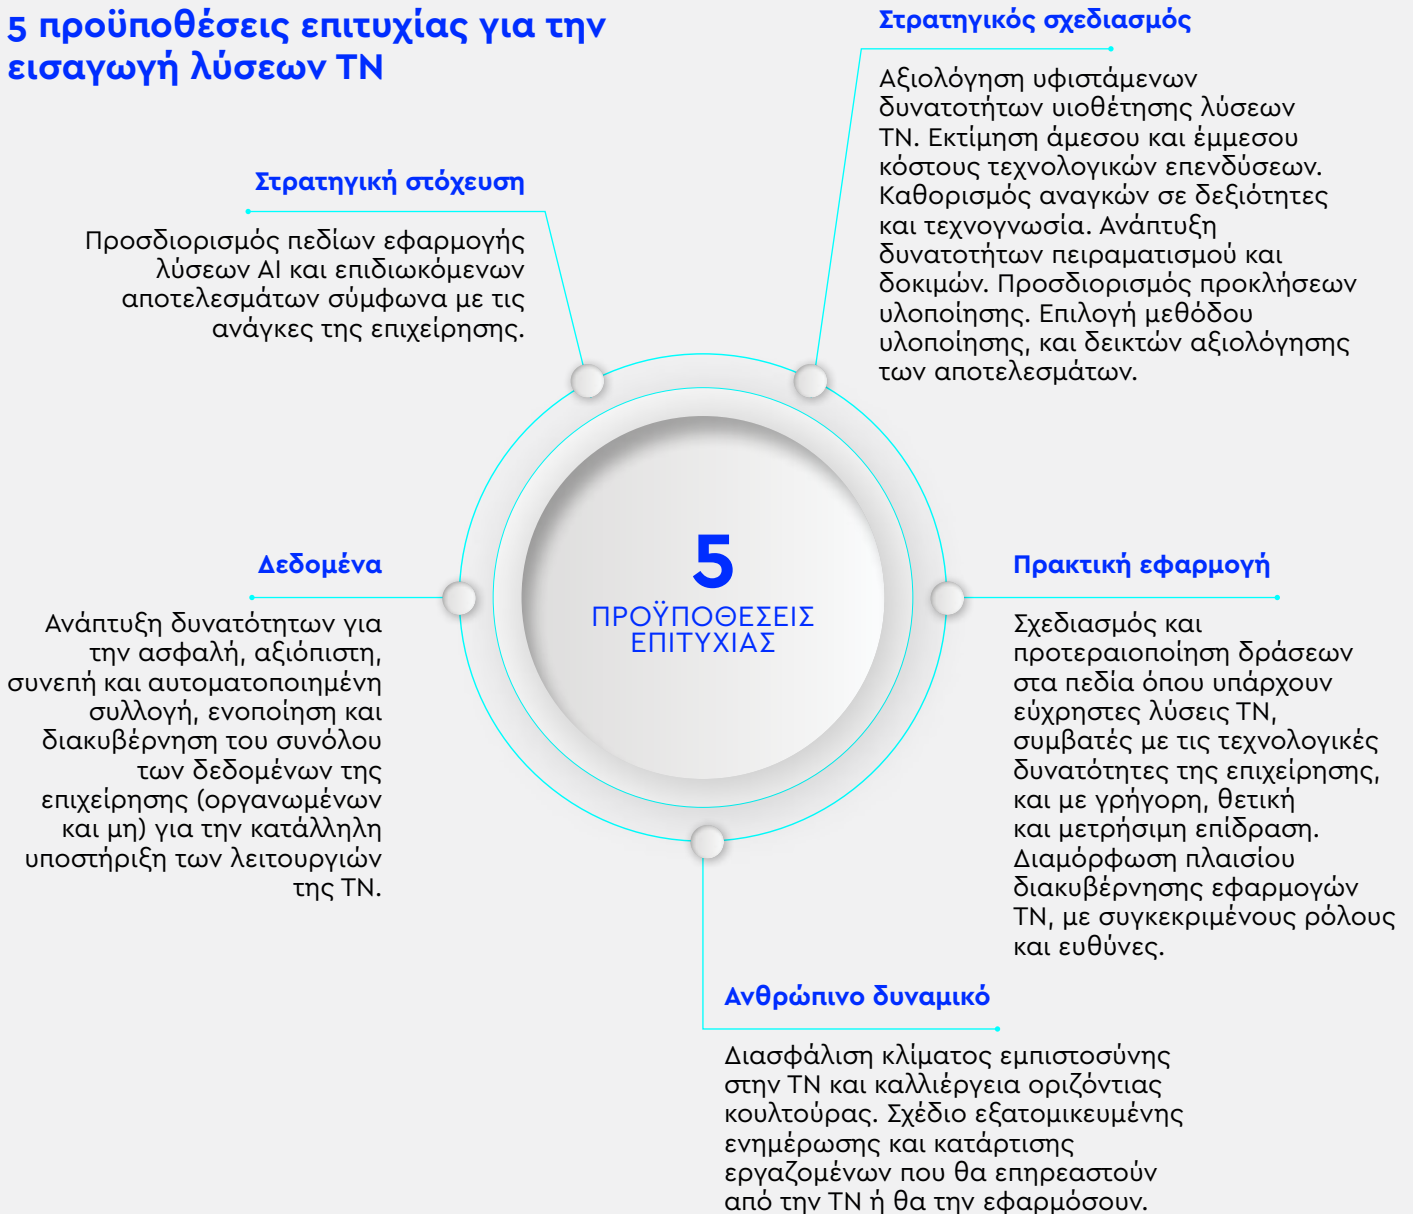 5 προϋποθέσεις επιτυχίας για την
εισαγωγή λύσεων ΤΝ
Στρατηγική στόχευση
Προσδιορισμός πεδίων εφαρμογής
λύσεων AI και επιδιωκόμενων
αποτελεσμάτων σύμφωνα με τις
ανάγκες της επιχείρησης.
Στρατηγικός σχεδιασμός
Αξιολόγηση υφιστάμενων
δυνατοτήτων υιοθέτησης λύσεων
ΤΝ. Εκτίμηση άμεσου και έμμεσου
κόστους τεχνολογικών επενδύσεων.
Καθορισμός αναγκών σε δεξιότητες
και τεχνογνωσία. Ανάπτυξη
δυνατοτήτων πειραματισμού και
δοκιμών. Προσδιορισμός προκλήσεων
υλοποίησης. Επιλογή μεθόδου
υλοποίησης, και δεικτών αξιολόγησης
των αποτελεσμάτων.
Δεδομένα
Ανάπτυξη δυνατότητων για
την ασφαλή, αξιόπιστη,
συνεπή και αυτοματοποιημένη
συλλογή, ενοποίηση και
διακυβέρνηση του συνόλου
των δεδομένων της
επιχείρησης (οργανωμένων
και μη) για την κατάλληλη
υποστήριξη των λειτουργιών
της ΤΝ.
5
ΠΡΟΫΠΟΘΕΣΕΙΣ
ΕΠΙΤΥΧΙΑΣ
Πρακτική εφαρμογή
Σχεδιασμός και
προτεραιοποίηση δράσεων
στα πεδία όπου υπάρχουν
εύχρηστες λύσεις ΤΝ,
συμβατές με τις τεχνολογικές
δυνατότητες της επιχείρησης,
και με γρήγορη, θετική
και μετρήσιμη επίδραση.
Διαμόρφωση πλαισίου
διακυβέρνησης εφαρμογών
ΤΝ, με συγκεκριμένους ρόλους
και ευθύνες.
Ανθρώπινο δυναμικό
Διασφάλιση κλίματος εμπιστοσύνης
στην ΤΝ και καλλιέργεια οριζόντιας
κουλτούρας. Σχέδιο εξατομικευμένης
ενημέρωσης και κατάρτισης
εργαζομένων που θα επηρεαστούν
από την ΤΝ ή θα την εφαρμόσουν.